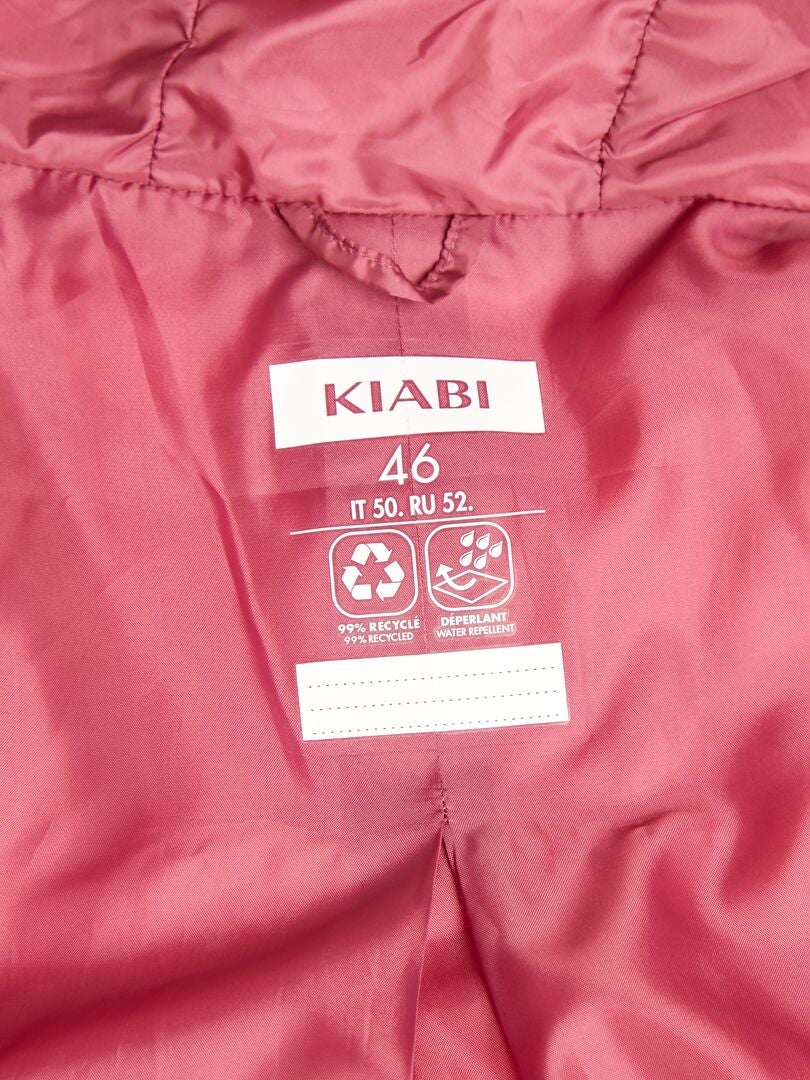 KIABI
46
IT 50. RU 52.
99% RECYCLÉ
99% RECYCLED
DÉPERLANT
WATER REPELLENT